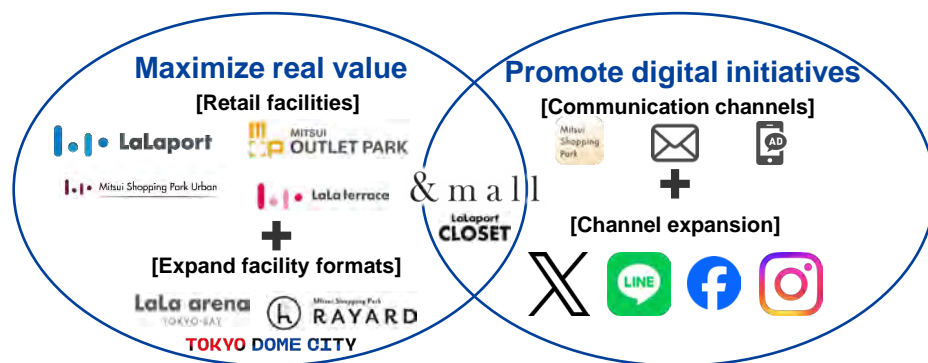 Maximize real value
[Retail facilities]
LaLaport
MITSUI
OUTLET PARK
Mitsui Shopping Park Urban
LaLa terrace
[Expand facility formats]
LaLa arena
TOKYO-BAY
Mitsui Shopping Park
RAYARD
TOKYO DOME CITY
& mall
LaLaport
CLOSET
Promote digital initiatives
[Communication channels]
Mitsui
Shopping
Park
AD
[Channel expansion]
LINE